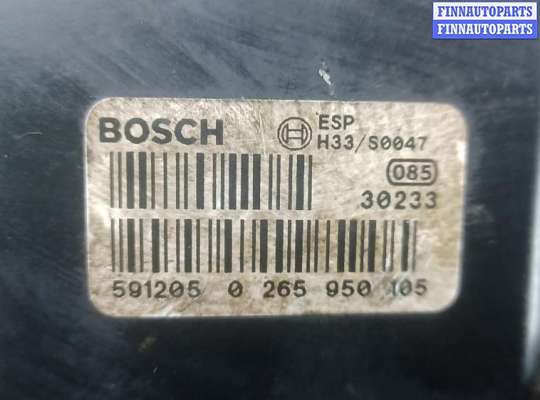 FINNAUTOPARTS
FINNAUTOPARTS
BOSCH
ESP
H33/S0047
085
30233
591205 0 265 950 105